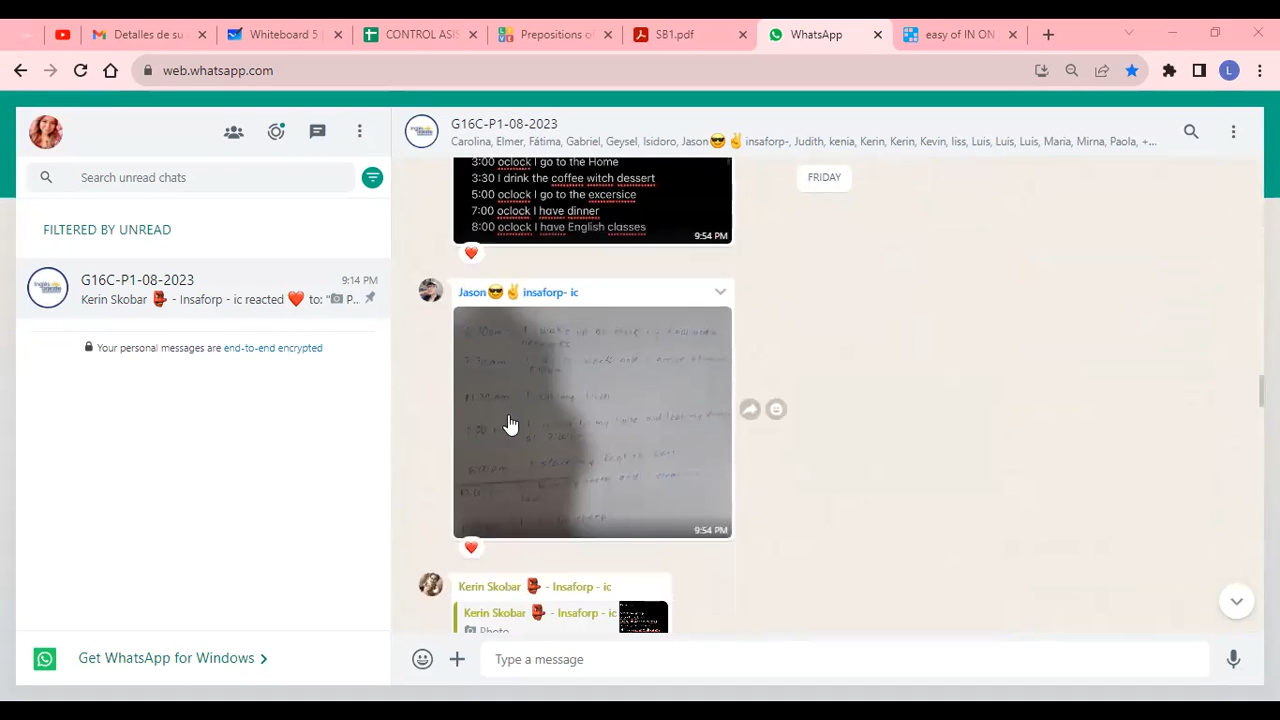 Detalles de su
Whiteboard 5
CONTROL ASIS
Prepositions of
SB1.pdf
WhatsApp
easy of IN ON
web.whatsapp.com
L
Search unread chats
FILTERED BY UNREAD
G16C-P1-08-2023
9:14 PM
Kerin Skobar - Insaforp - ic reacted ❤️ to: "📷 P...
Your personal messages are end-to-end encrypted
Get WhatsApp for Windows
G16C-P1-08-2023
Carolina, Elmer, Fátima, Gabriel, Geysel, Isidoro, Jason😎✌️ insaforp-, Judith, kenia, Kerin, Kerin, Kevin, liss, Luis, Luis, Luis, Maria, Mirna, Paola, +...
FRIDAY
3:00 oclock I go to the Home
3:30 I drink the coffee witch dessert
5:00 oclock I go to the excersice
7:00 oclock I have dinner
8:00 oclock I have English classes
9:54 PM
Jason😎✌️ insaforp- ic
9:54 PM
Kerin Skobar - Insaforp - ic
Kerin Skobar - Insaforp - ic
Photo
Type a message